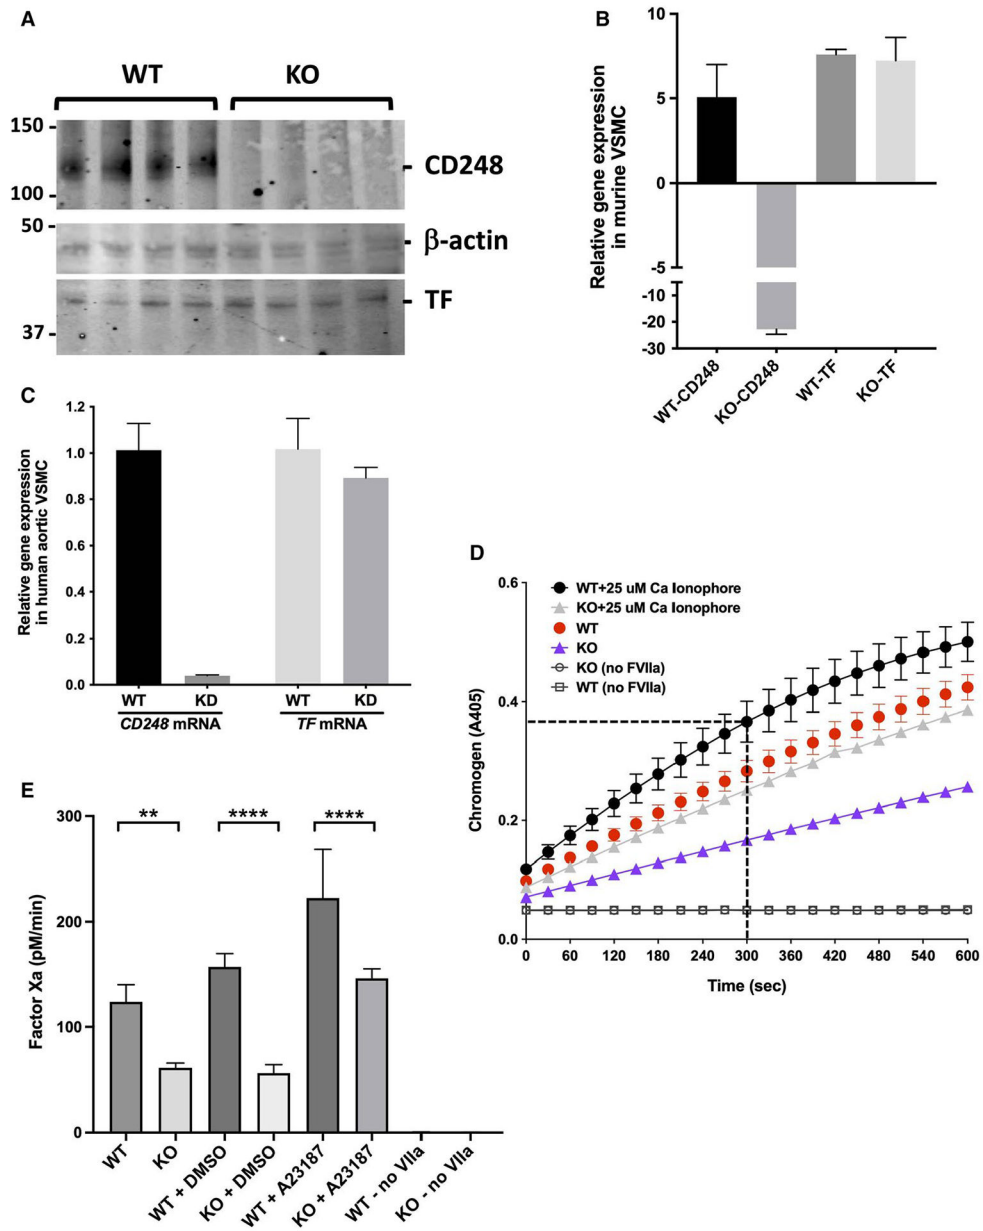 A
WT KO
150
100
50
37
CD248
β-actin
TF
B
Relative gene expression
in murine VSMC
10
5
0
-5
-10
-20
-30
WT-CD248
KO-CD248
WT-TF
KO-TF
C
Relative gene expression
in human aortic VSMC
1.2
1.0
0.8
0.6
0.4
0.2
0.0
WT KD WT KD
CD248 mRNA TF mRNA
D
WT+25 uM Ca Ionophore
KO+25 uM Ca Ionophore
WT
KO
KO (no FVIIa)
WT (no FVIIa)
Chromogen (A405)
0.6
0.4
0.2
0.0
0 60 120 180 240 300 360 420 480 540 600
Time (sec)
E
Factor Xa (pM/min)
300
200
100
0
** **** ****
WT
KO
WT + DMSO
KO + DMSO
WT + A23187
KO + A23187
WT - no VIIa
KO - no VIIa